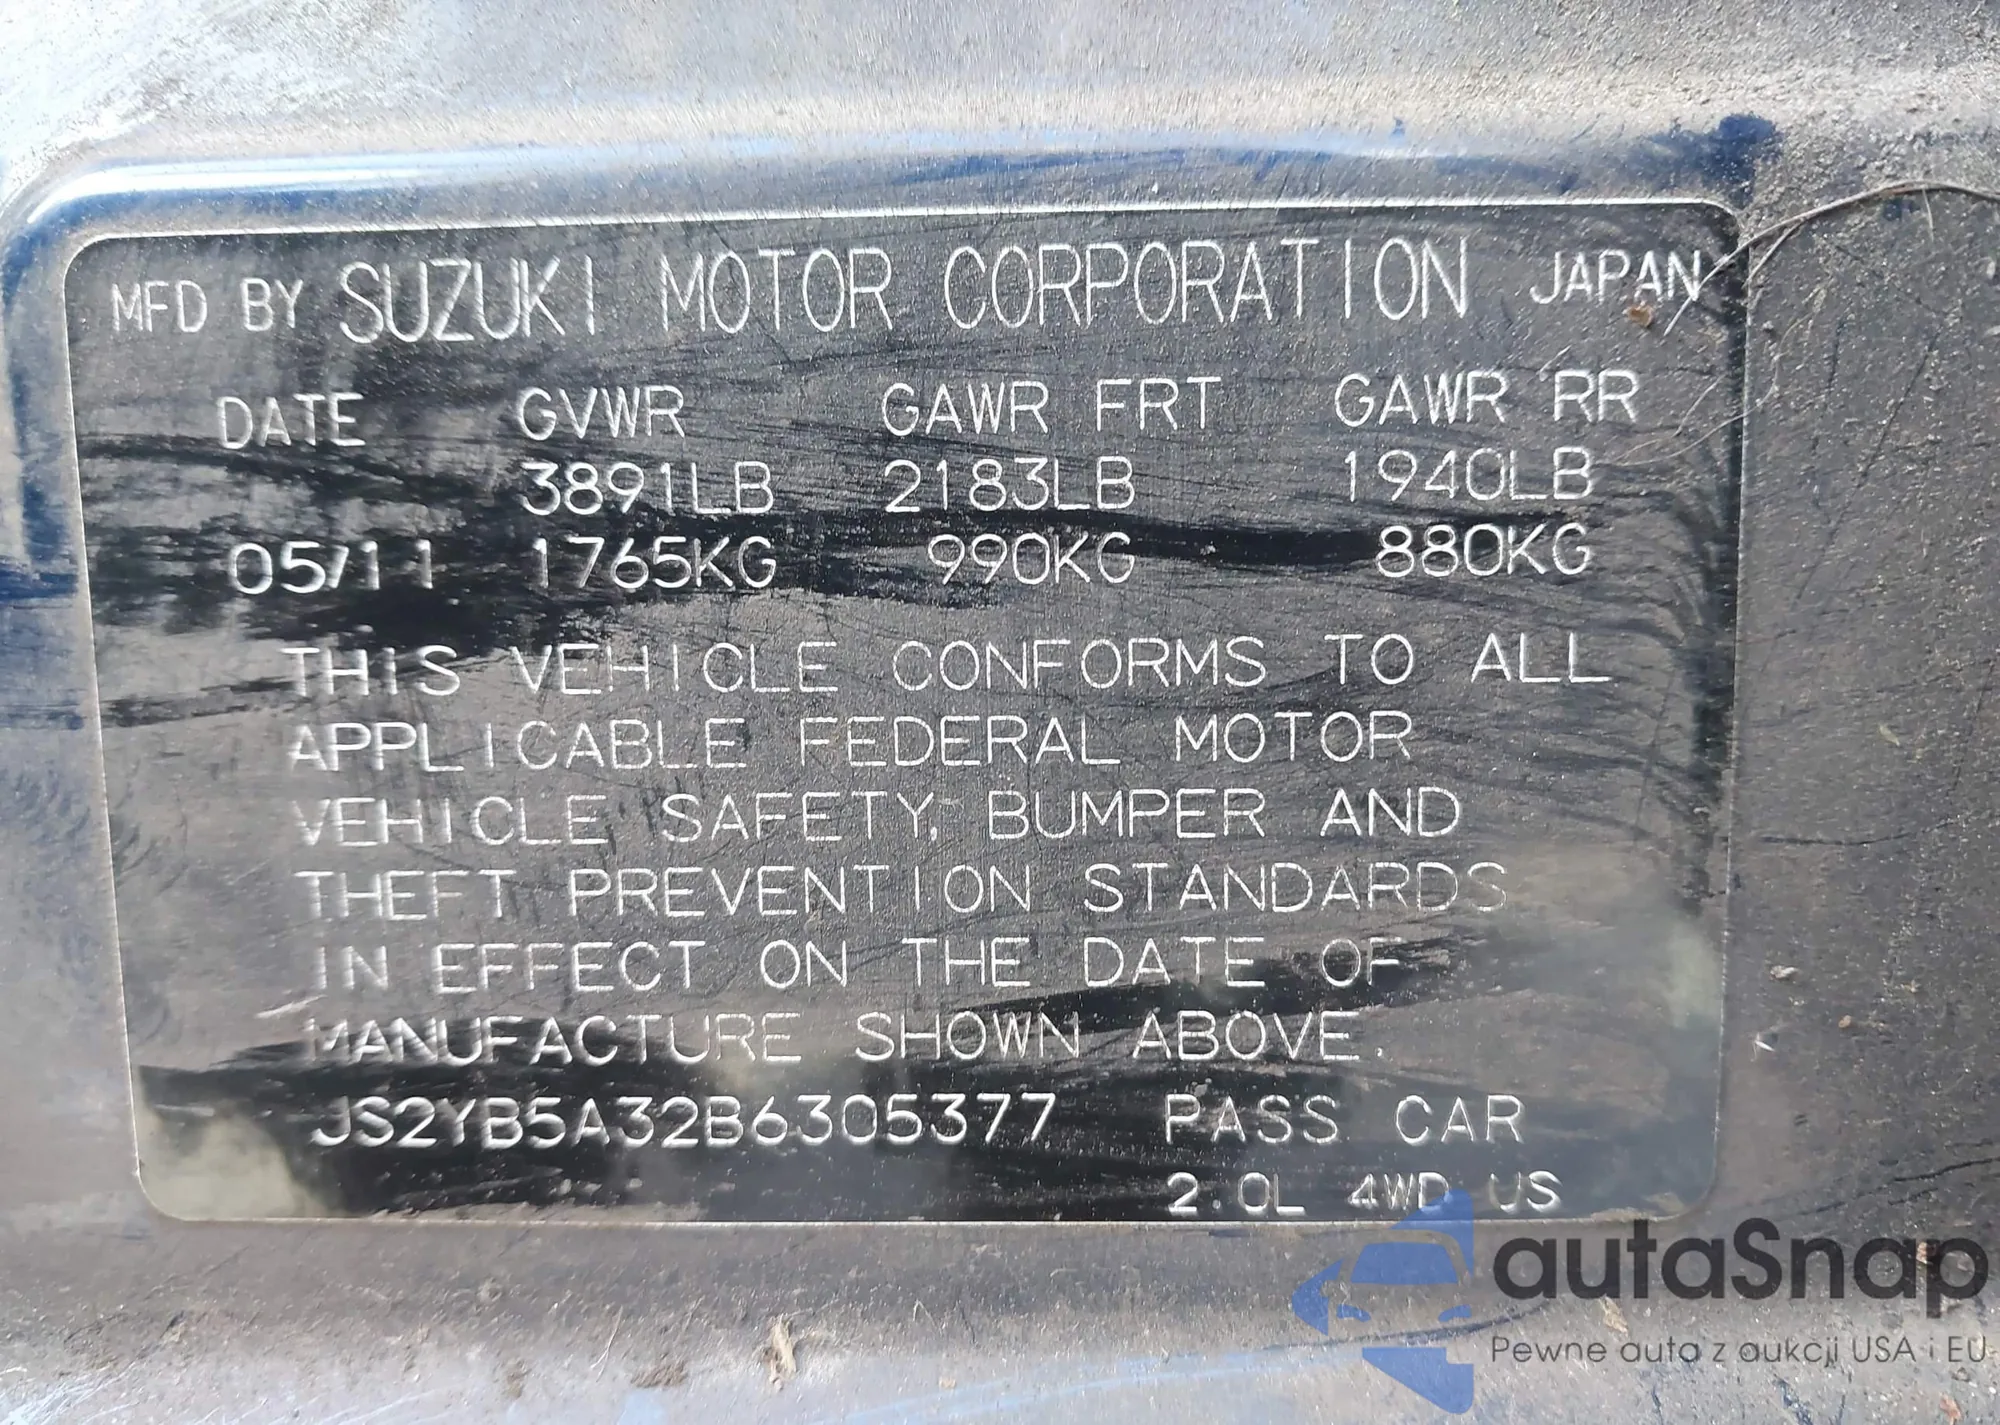 MFD BY SUZUKI MOTOR CORPORATION JAPAN
DATE GVWR GAWR FRT GAWR RR
3891LB 2183LB 1940LB
05/11 1765KG 990KG 880KG
THIS VEHICLE CONFORMS TO ALL
APPLICABLE FEDERAL MOTOR
VEHICLE SAFETY, BUMPER AND
THEFT PREVENTION STANDARDS
IN EFFECT ON THE DATE OF
MANUFACTURE SHOWN ABOVE.
JS2YB5A32B6305377 PASS CAR
2.0L 4WD US
autaSnap
Pewne auta z aukcji USA i EU